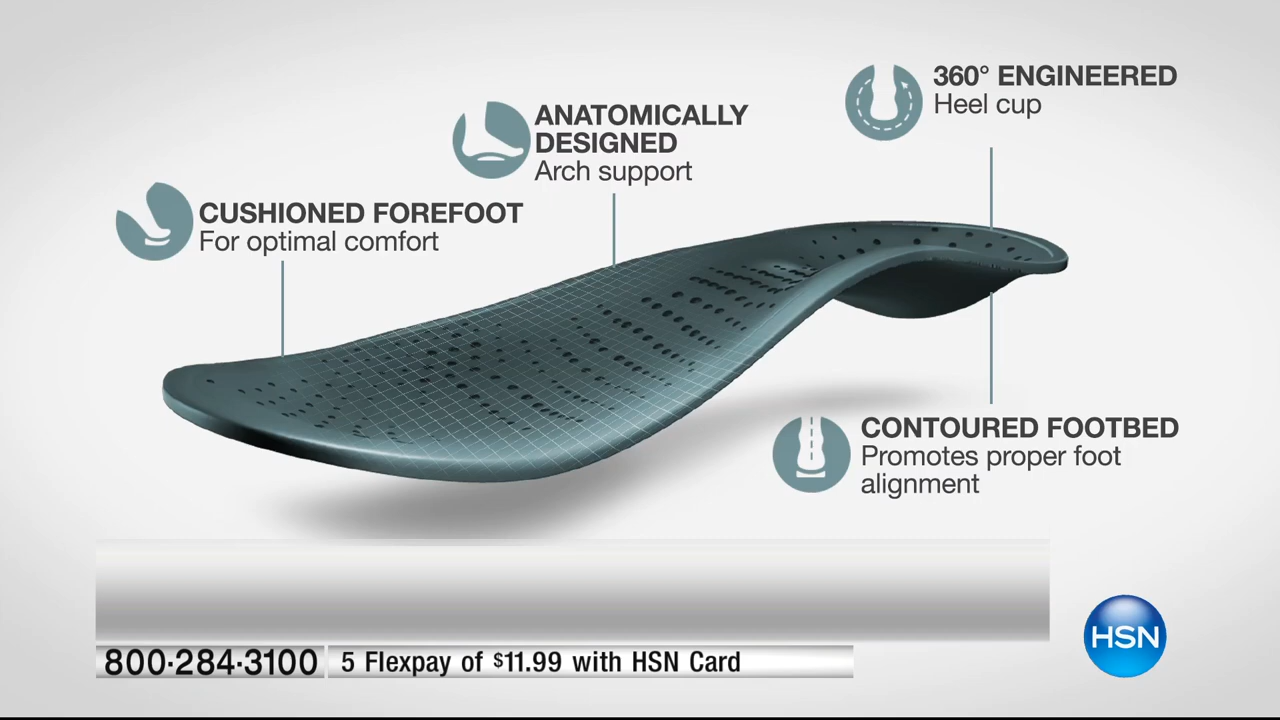 360° ENGINEERED
Heel cup
ANATOMICALLY
DESIGNED
Arch support
CUSHIONED FOREFOOT
For optimal comfort
CONTOURED FOOTBED
Promotes proper foot
alignment
HSN
800·284·3100 5 Flexpay of $11.99 with HSN Card